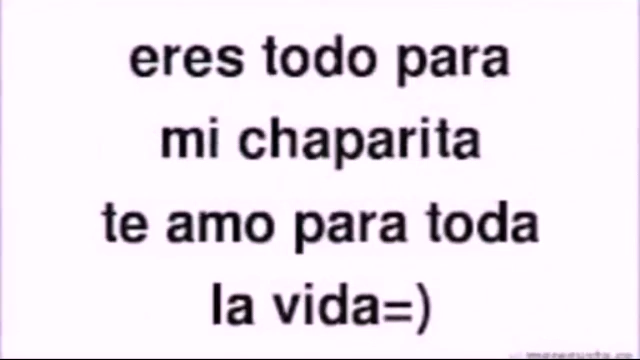 eres todo para
mi chaparita
te amo para toda
la vida=)